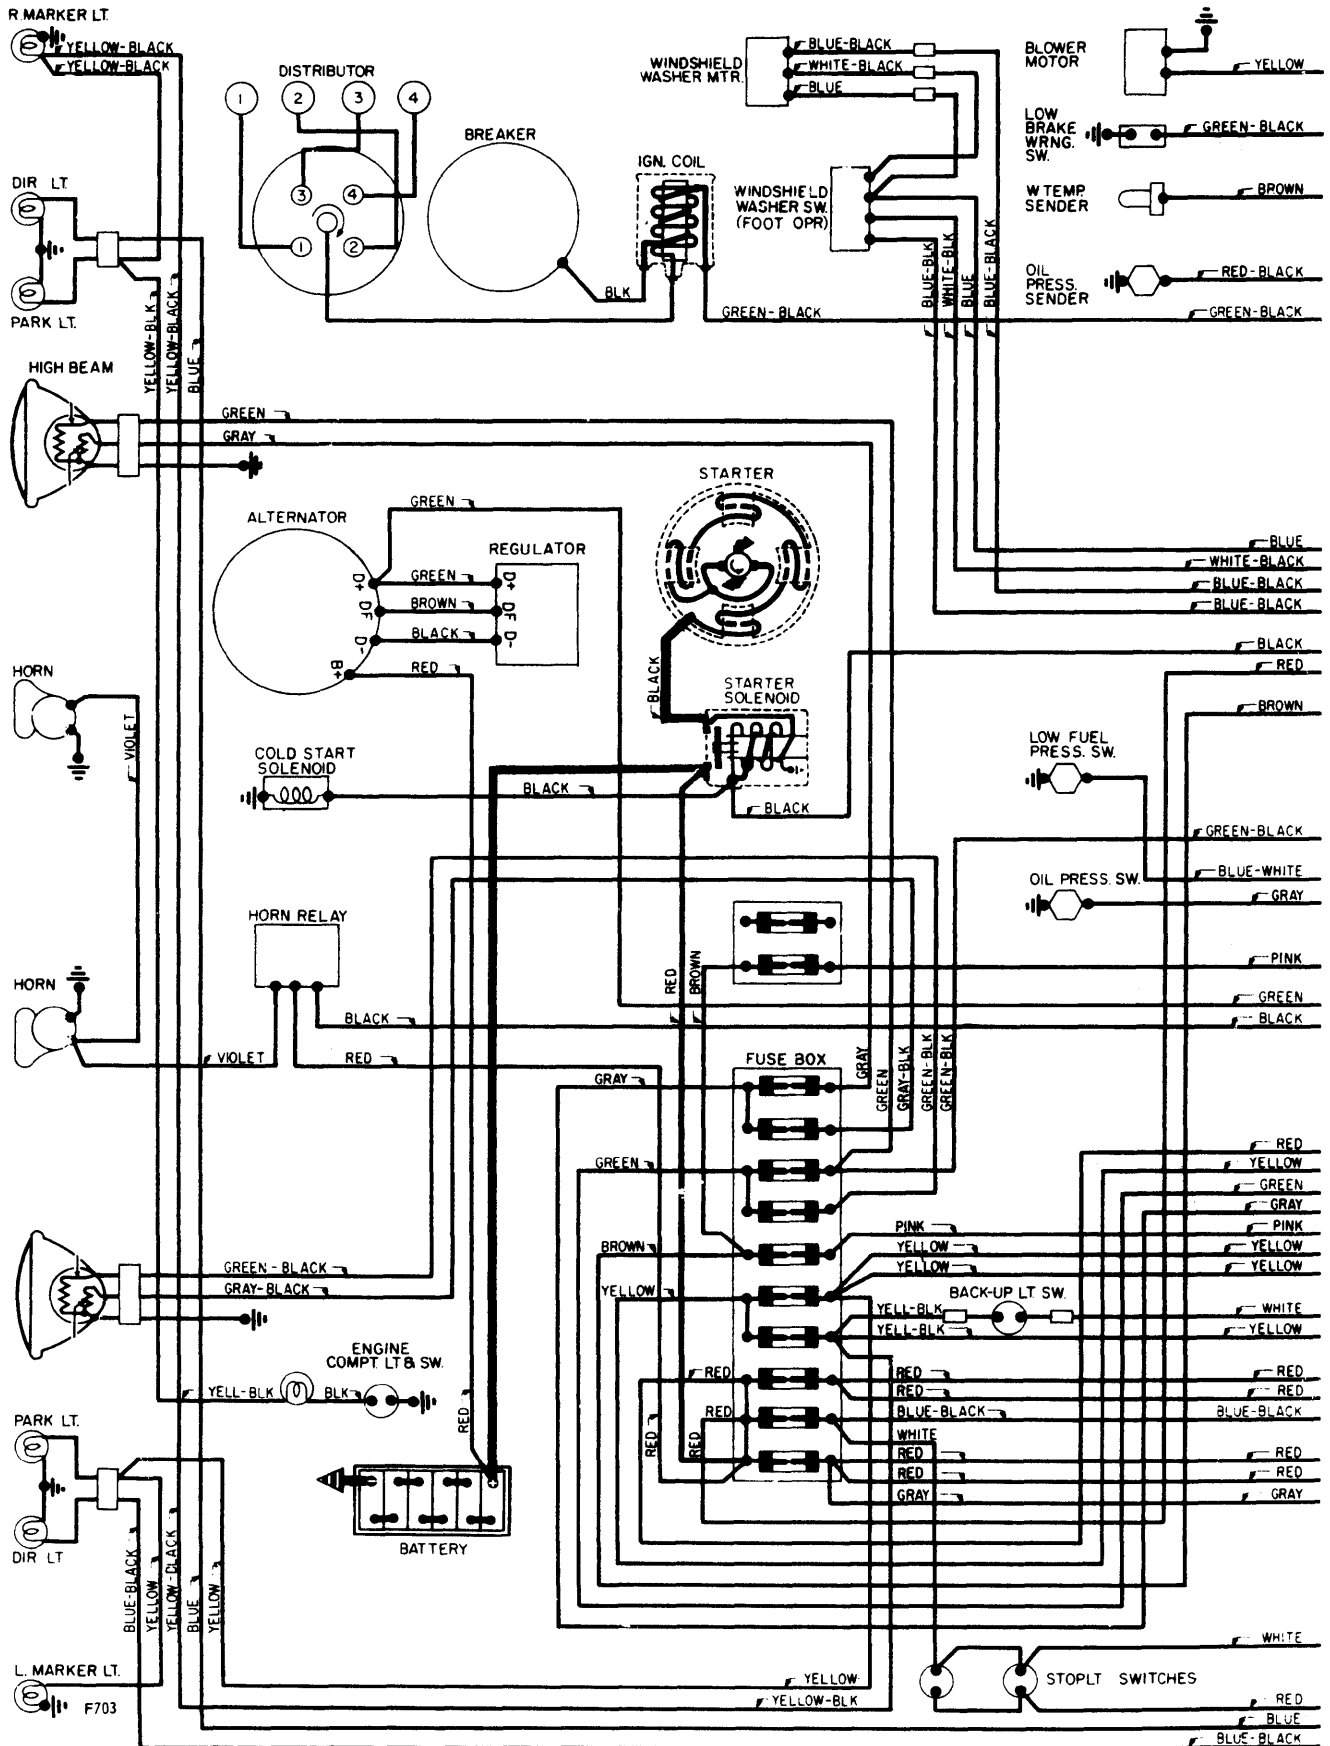 R.MARKER LT.
YELLOW-BLACK
YELLOW-BLACK
DISTRIBUTOR
1
2
3
4
3
4
1
2
BREAKER
IGN. COIL
BLK
GREEN-BLACK
WINDSHIELD
WASHER MTR.
BLUE-BLACK
WHITE-BLACK
BLUE
WINDSHIELD
WASHER SW.
(FOOT OPR)
BLUE-BLK
WHITE-BLK
BLUE
BLUE-BLACK
BLOWER
MOTOR
YELLOW
LOW
BRAKE
WRNG.
SW.
GREEN-BLACK
W TEMP.
SENDER
BROWN
OIL
PRESS.
SENDER
RED-BLACK
GREEN-BLACK
DIR LT.
PARK LT.
YELLOW-BLK
YELLOW-BLACK
BLUE
HIGH BEAM
GREEN
GRAY
STARTER
ALTERNATOR
GREEN
REGULATOR
D+
GREEN
D+
DF
BROWN
DF
D-
BLACK
D-
B+
RED
BLACK
BLUE
WHITE-BLACK
BLUE-BLACK
BLUE-BLACK
BLACK
RED
BROWN
HORN
VIOLET
STARTER
SOLENOID
COLD START
SOLENOID
BLACK
BLACK
LOW FUEL
PRESS. SW.
GREEN-BLACK
BLUE-WHITE
OIL PRESS. SW.
GRAY
HORN RELAY
RED
BROWN
PINK
HORN
GREEN
BLACK
BLACK
VIOLET
RED
FUSE BOX
GRAY
GRAY
GREEN
GRAY-BLK
GREEN-BLK
GREEN-BLK
RED
YELLOW
GREEN
GREEN
GRAY
PINK
PINK
BROWN
YELLOW
YELLOW
YELLOW
YELLOW
YELLOW
BACK-UP LT. SW.
YELL-BLK
WHITE
YELL-BLK
YELLOW
GREEN-BLACK
GRAY-BLACK
ENGINE
COMPT. LT & SW.
YELL-BLK
BLK
RED
RED
RED
RED
RED
RED
RED
RED
RED
RED
BLUE-BLACK
BLUE-BLACK
WHITE
RED
RED
RED
RED
GRAY
GRAY
PARK LT.
DIR LT
BATTERY
BLUE-BLACK
YELLOW
YELLOW-BLACK
BLUE
YELLOW
WHITE
STOPLT SWITCHES
L. MARKER LT.
F703
YELLOW
YELLOW-BLK
RED
BLUE
BLUE-BLACK